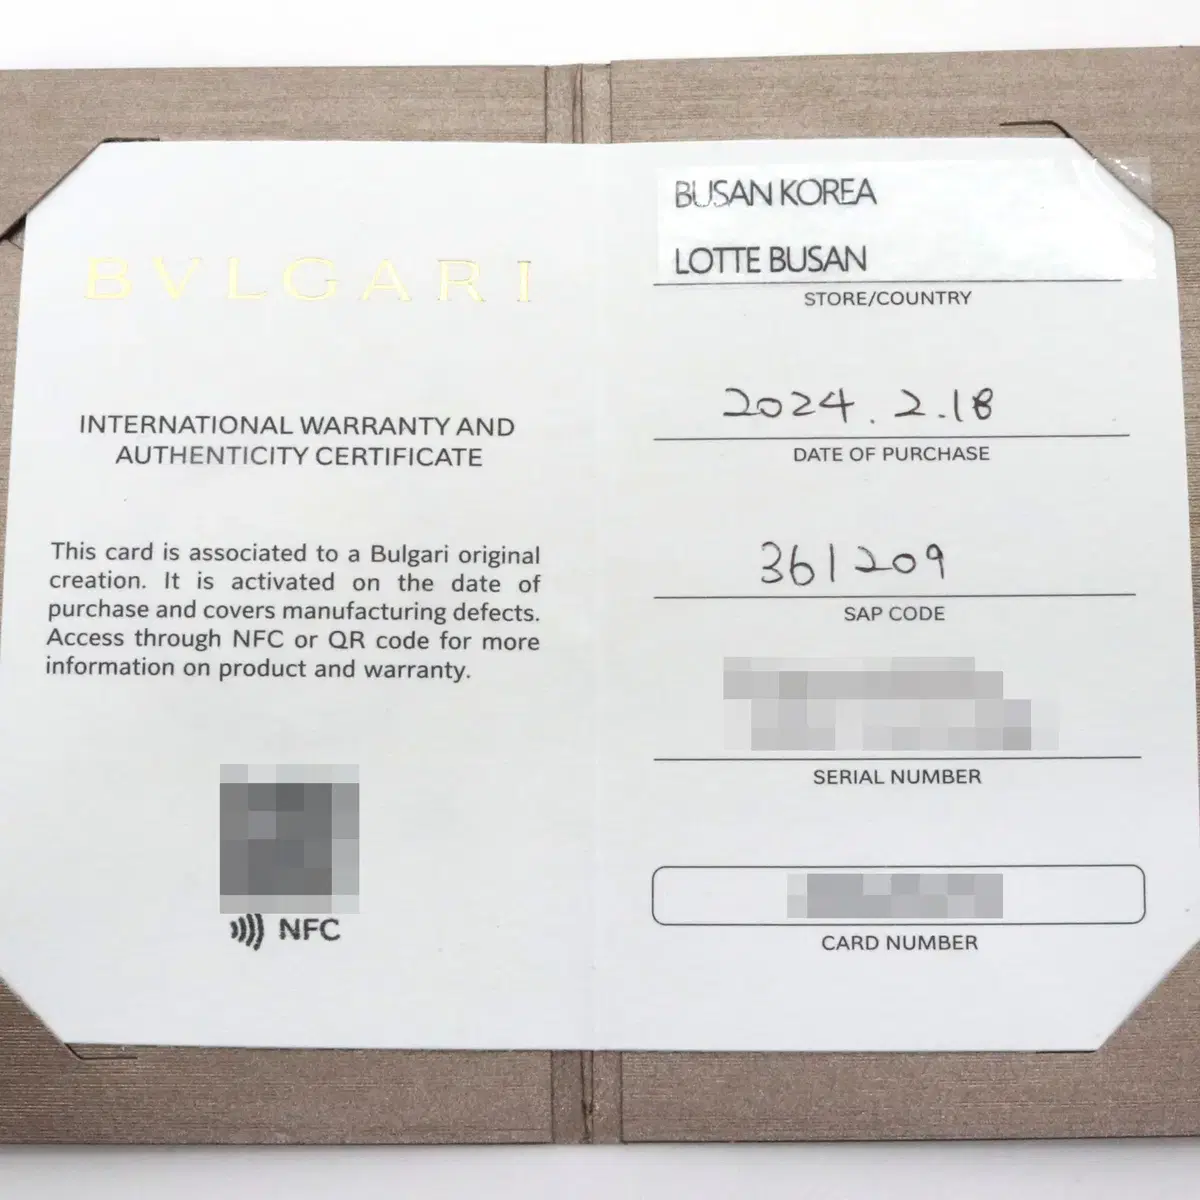 BVLGARI
INTERNATIONAL WARRANTY AND
AUTHENTICITY CERTIFICATE
This card is associated to a Bulgari original
creation. It is activated on the date of
purchase and covers manufacturing defects.
Access through NFC or QR code for more
information on product and warranty.
NFC
BUSAN KOREA
LOTTE BUSAN
STORE/COUNTRY
2024.2.18
DATE OF PURCHASE
361209
SAP CODE
SERIAL NUMBER
CARD NUMBER